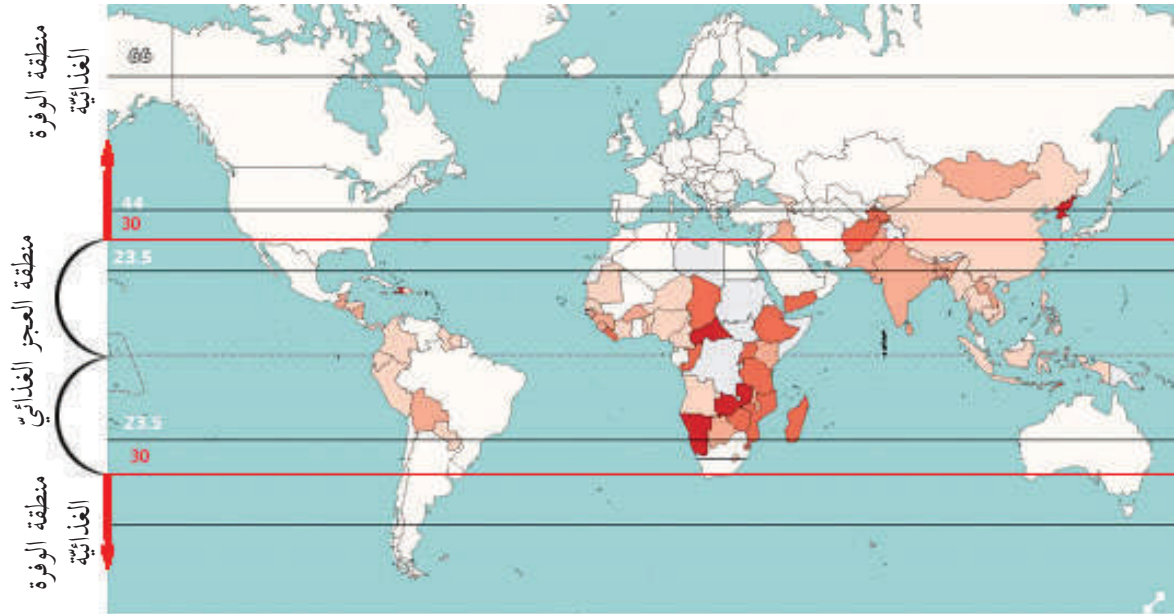 منطقة الوفرة
الغذائيّة
66
44
30
23.5
منطقة العجز الغذائيّ
23.5
30
منطقة الوفرة
الغذائيّة